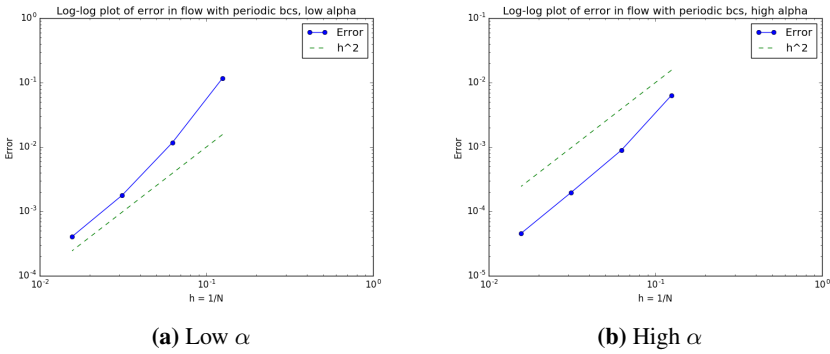 Log-log plot of error in flow with periodic bcs, low alpha
10^0
10^-1
10^-2
10^-3
10^-4
Error
Error
h^2
10^-2
10^-1
10^0
h = 1/N
(a) Low α
Log-log plot of error in flow with periodic bcs, high alpha
10^-1
10^-2
10^-3
10^-4
10^-5
Error
Error
h^2
10^-2
10^-1
10^0
h = 1/N
(b) High α